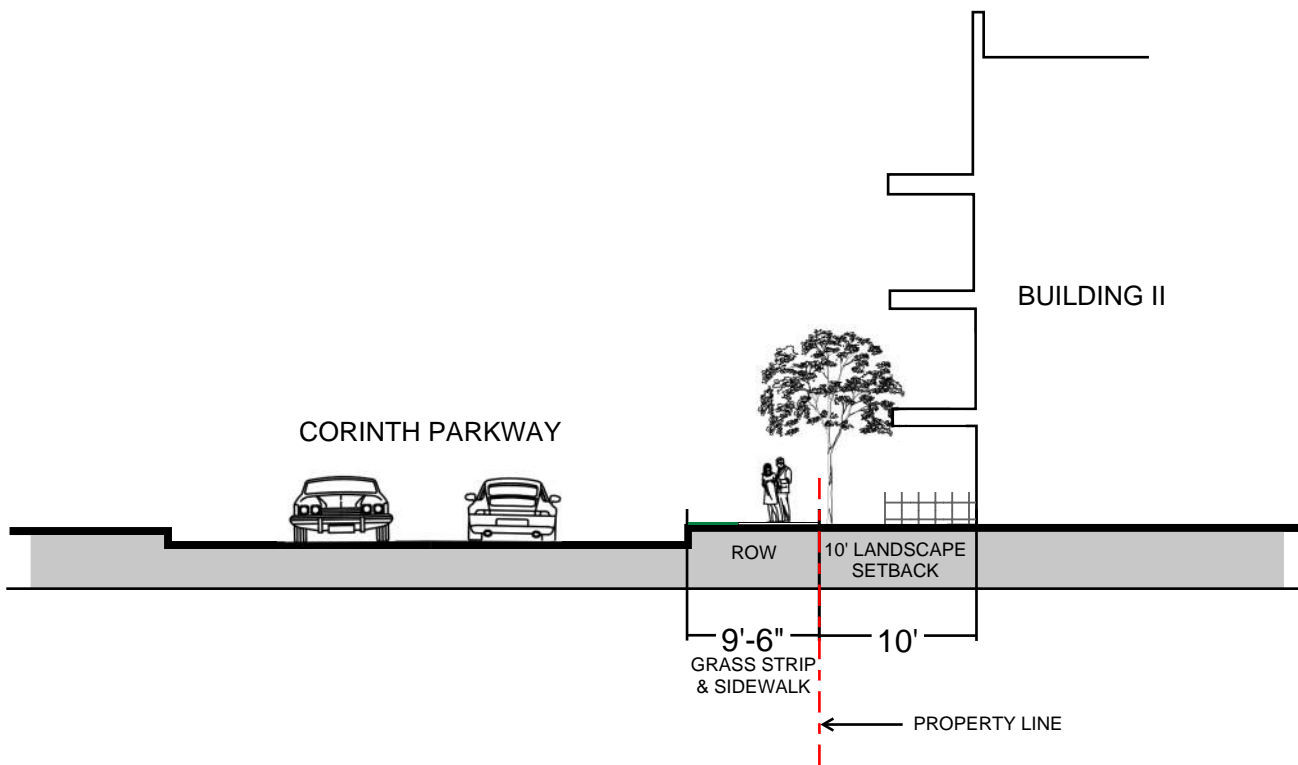 BUILDING II
CORINTH PARKWAY
ROW
10' LANDSCAPE
SETBACK
9'-6"
10'
GRASS STRIP
& SIDEWALK
PROPERTY LINE